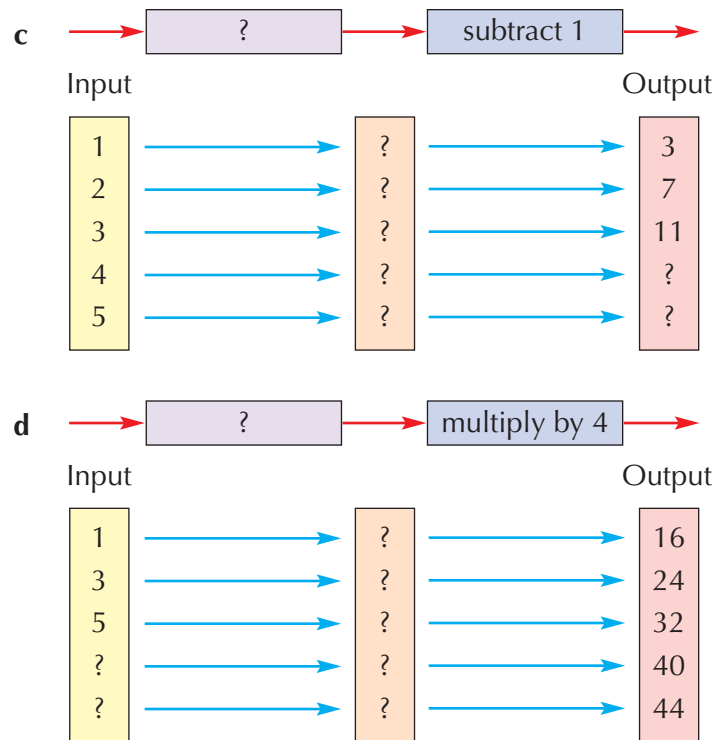 c ? subtract 1
Input Output
1 ? 3
2 ? 7
3 ? 11
4 ? ?
5 ? ?
d ? multiply by 4
Input Output
1 ? 16
3 ? 24
5 ? 32
? ? 40
? ? 44